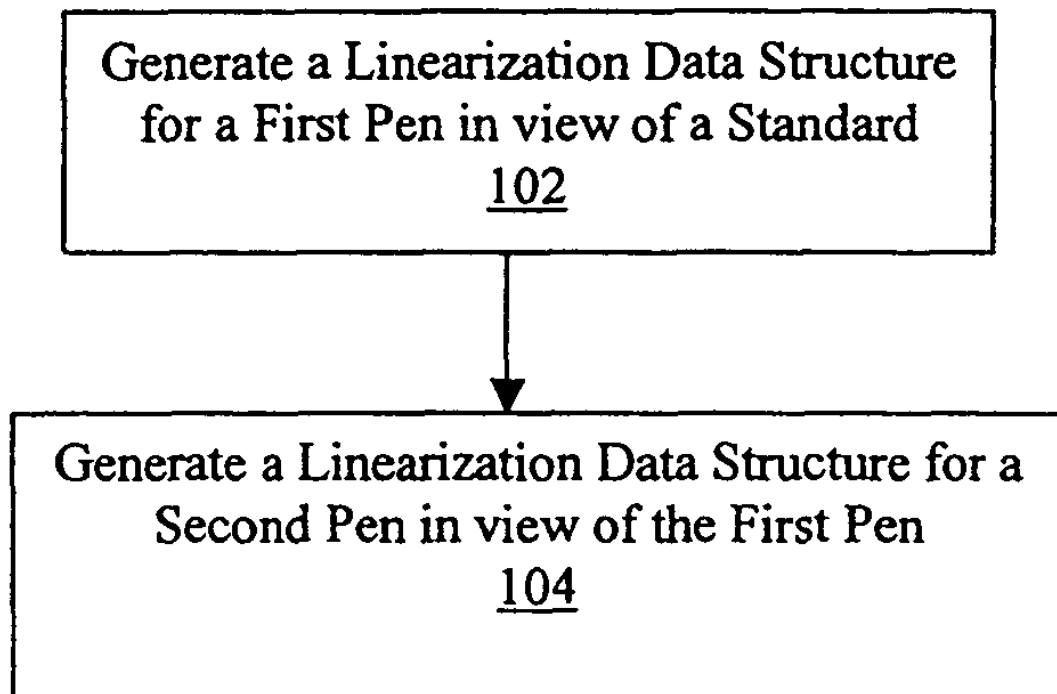 Generate a Linearization Data Structure
for a First Pen in view of a Standard
102
Generate a Linearization Data Structure for a
Second Pen in view of the First Pen
104